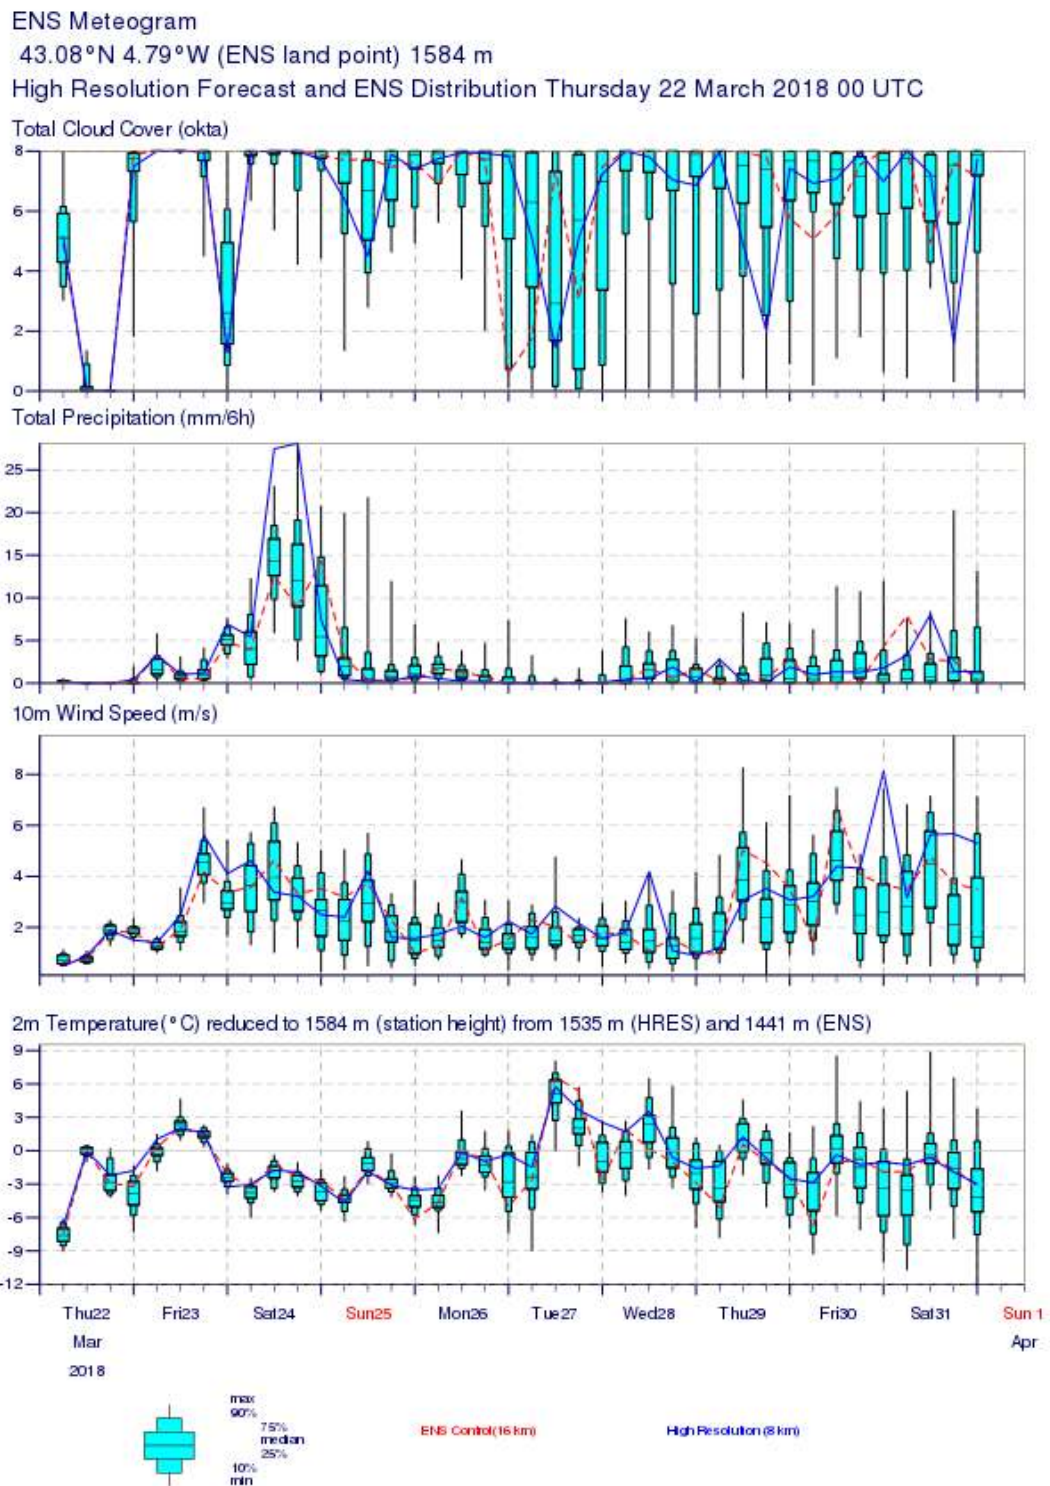 ENS Meteogram
43.08°N 4.79°W (ENS land point) 1584 m
High Resolution Forecast and ENS Distribution Thursday 22 March 2018 00 UTC
Total Cloud Cover (okta)
8
6
4
2
0
Total Precipitation (mm/6h)
25
20
15
10
5
0
10m Wind Speed (m/s)
8
6
4
2
2m Temperature(°C) reduced to 1584 m (station height) from 1535 m (HRES) and 1441 m (ENS)
9
6
3
0
-3
-6
-9
-12
Thu22 Fri23 Sat24 Sun25 Mon26 Tue27 Wed28 Thu29 Fri30 Sat31 Sun 1
Mar Apr
2018
max
90%
75%
median
25%
10%
min
ENS Control(16 km) High Resolution (8 km)